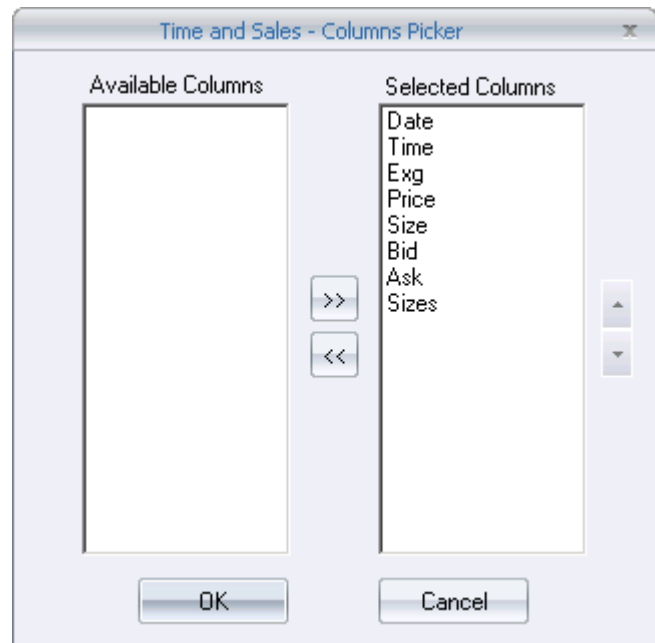 Time and Sales - Columns Picker
x
Available Columns
Selected Columns
Date
Time
Exg
Price
Size
Bid
Ask
Sizes
>>
<<
OK
Cancel